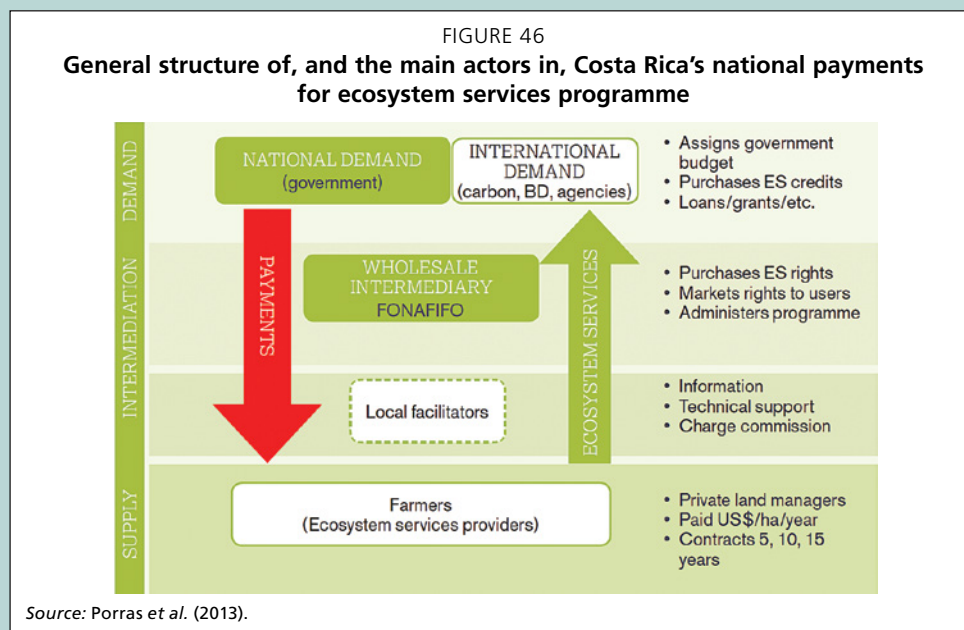 FIGURE 46
General structure of, and the main actors in, Costa Rica's national payments
for ecosystem services programme
DEMAND
NATIONAL DEMAND
(government)
INTERNATIONAL
DEMAND
(carbon, BD, agencies)
• Assigns government
budget
• Purchases ES credits
• Loans/grants/etc.
INTERMEDIATION
PAYMENTS
WHOLESALE
INTERMEDIARY
FONAFIFO
ECOSYSTEM SERVICES
• Purchases ES rights
• Markets rights to users
• Administers programme
Local facilitators
• Information
• Technical support
• Charge commission
SUPPLY
Farmers
(Ecosystem services providers)
• Private land managers
• Paid US$/ha/year
• Contracts 5, 10, 15
years
Source: Porras et al. (2013).